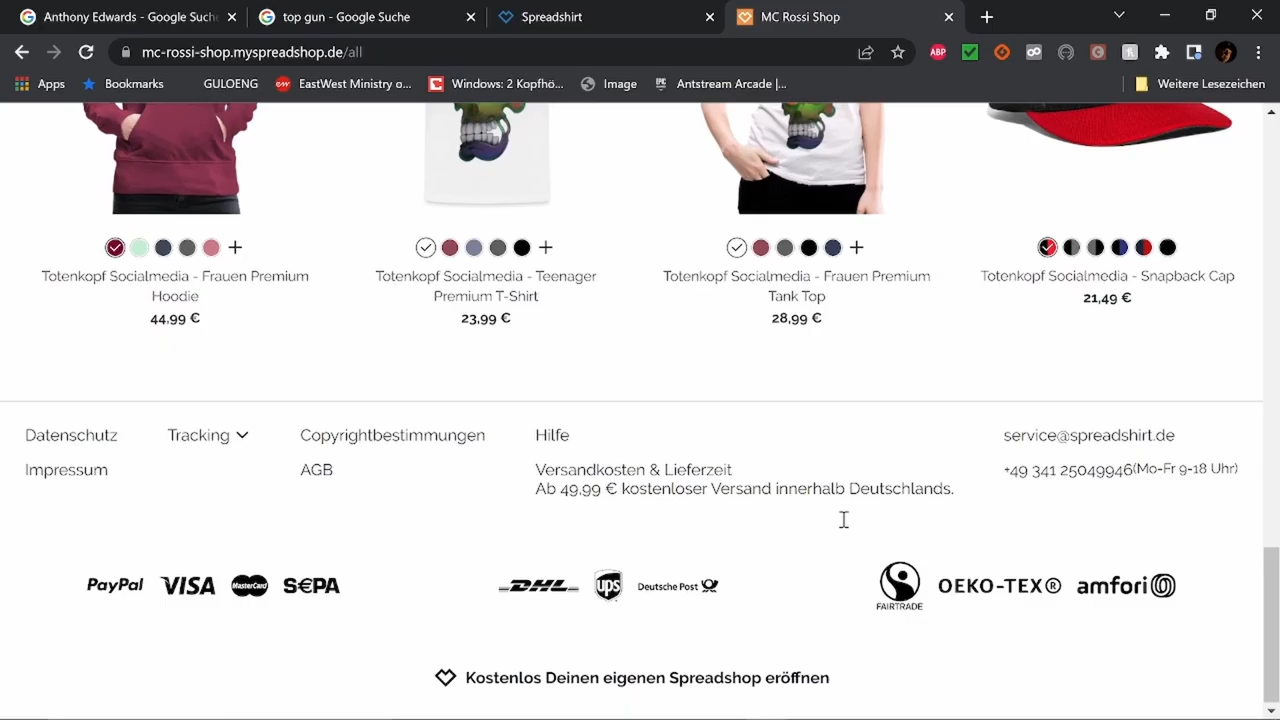 Anthony Edwards - Google Suche
top gun - Google Suche
Spreadshirt
MC Rossi Shop
mc-rossi-shop.myspreadshop.de/all
ABP
Apps
Bookmarks
GULOENG
EastWest Ministry o...
Windows: 2 Kopfhö...
Image
Antstream Arcade |...
Weitere Lesezeichen
Totenkopf Socialmedia - Frauen Premium
Hoodie
44,99 €
Totenkopf Socialmedia - Teenager
Premium T-Shirt
23,99 €
Totenkopf Socialmedia - Frauen Premium
Tank Top
28,99 €
Totenkopf Socialmedia - Snapback Cap
21,49 €
Datenschutz
Tracking
Copyrightbestimmungen
Hilfe
service@spreadshirt.de
Impressum
AGB
Versandkosten & Lieferzeit
Ab 49,99 € kostenloser Versand innerhalb Deutschlands.
+49 341 25049946(Mo-Fr 9-18 Uhr)
PayPal
VISA
MasterCard
S€PA
DHL
ups
Deutsche Post
FAIRTRADE
OEKO-TEX®
amfori
Kostenlos Deinen eigenen Spreadshop eröffnen